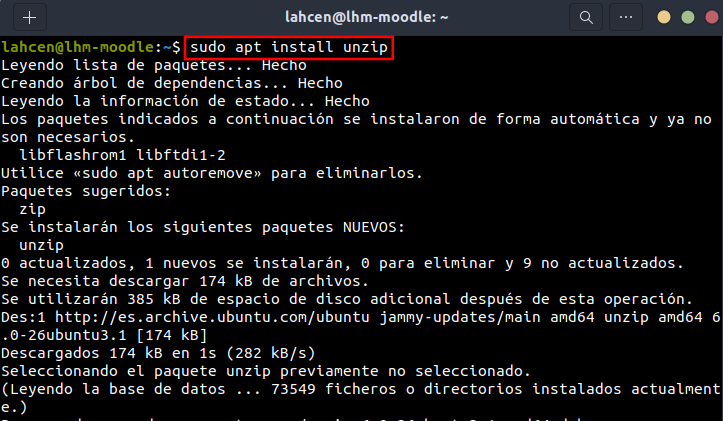 lahcen@lhm-moodle: ~
lahcen@lhm-moodle:~$ sudo apt install unzip
Leyendo lista de paquetes... Hecho
Creando árbol de dependencias... Hecho
Leyendo la información de estado... Hecho
Los paquetes indicados a continuación se instalaron de forma automática y ya no
son necesarios.
libflashrom1 libftdi1-2
Utilice «sudo apt autoremove» para eliminarlos.
Paquetes sugeridos:
zip
Se instalarán los siguientes paquetes NUEVOS:
unzip
0 actualizados, 1 nuevos se instalarán, 0 para eliminar y 9 no actualizados.
Se necesita descargar 174 kB de archivos.
Se utilizarán 385 kB de espacio de disco adicional después de esta operación.
Des:1 http://es.archive.ubuntu.com/ubuntu jammy-updates/main amd64 unzip amd64 6
.0-26ubuntu3.1 [174 kB]
Descargados 174 kB en 1s (282 kB/s)
Seleccionando el paquete unzip previamente no seleccionado.
(Leyendo la base de datos ... 73549 ficheros o directorios instalados actualment
e.)